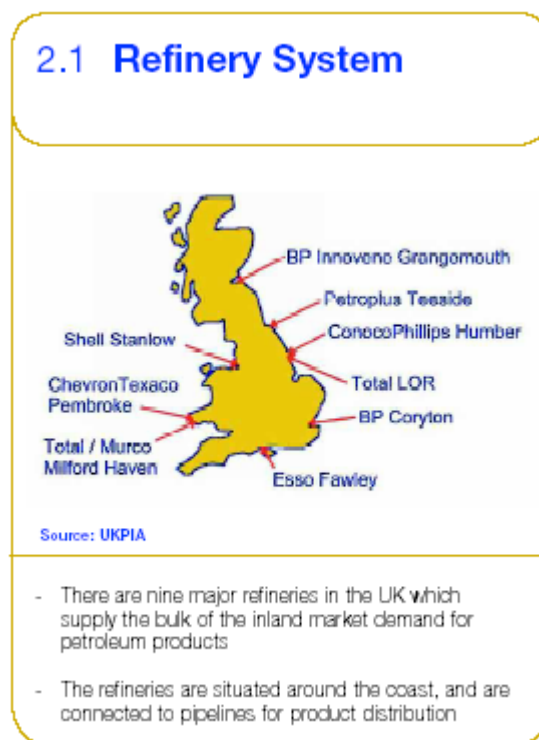 2.1 Refinery System
BP Innovene Grangemouth
Petroplus Teeside
ConocoPhillips Humber
Shell Stanlow
Total LOR
ChevronTexaco
Pembroke
BP Coryton
Total / Murco
Milford Haven
Esso Fawley
Source: UKPIA
- There are nine major refineries in the UK which
supply the bulk of the inland market demand for
petroleum products
- The refineries are situated around the coast, and are
connected to pipelines for product distribution